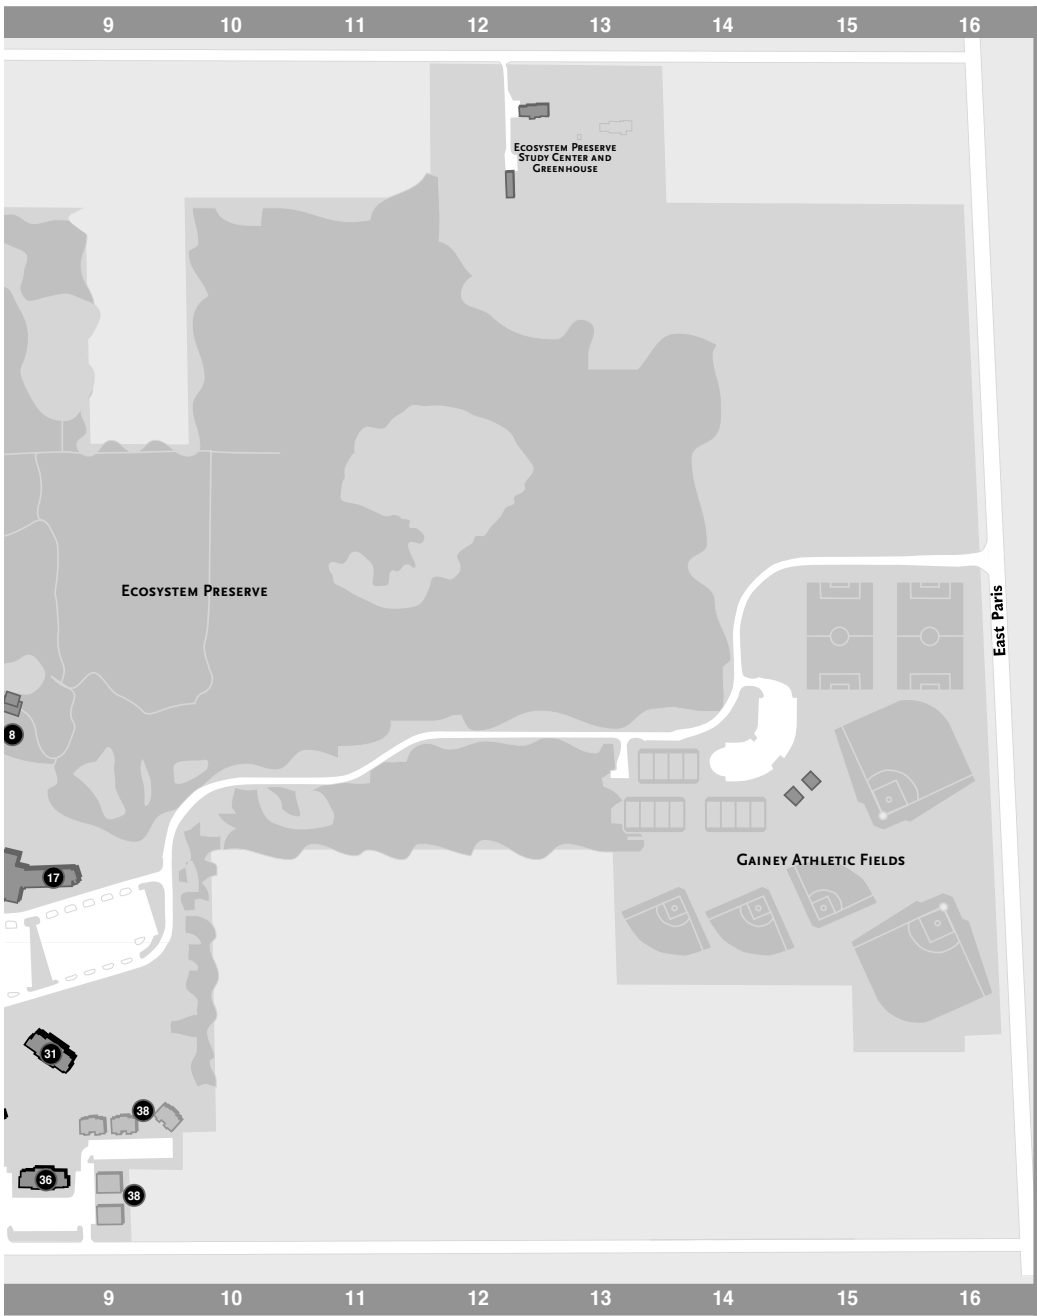 9 10 11 12 13 14 15 16
Ecosystem Preserve
Study Center and
Greenhouse
Ecosystem Preserve
East Paris
8
Gainey Athletic Fields
17
31
38
36
38
9 10 11 12 13 14 15 16